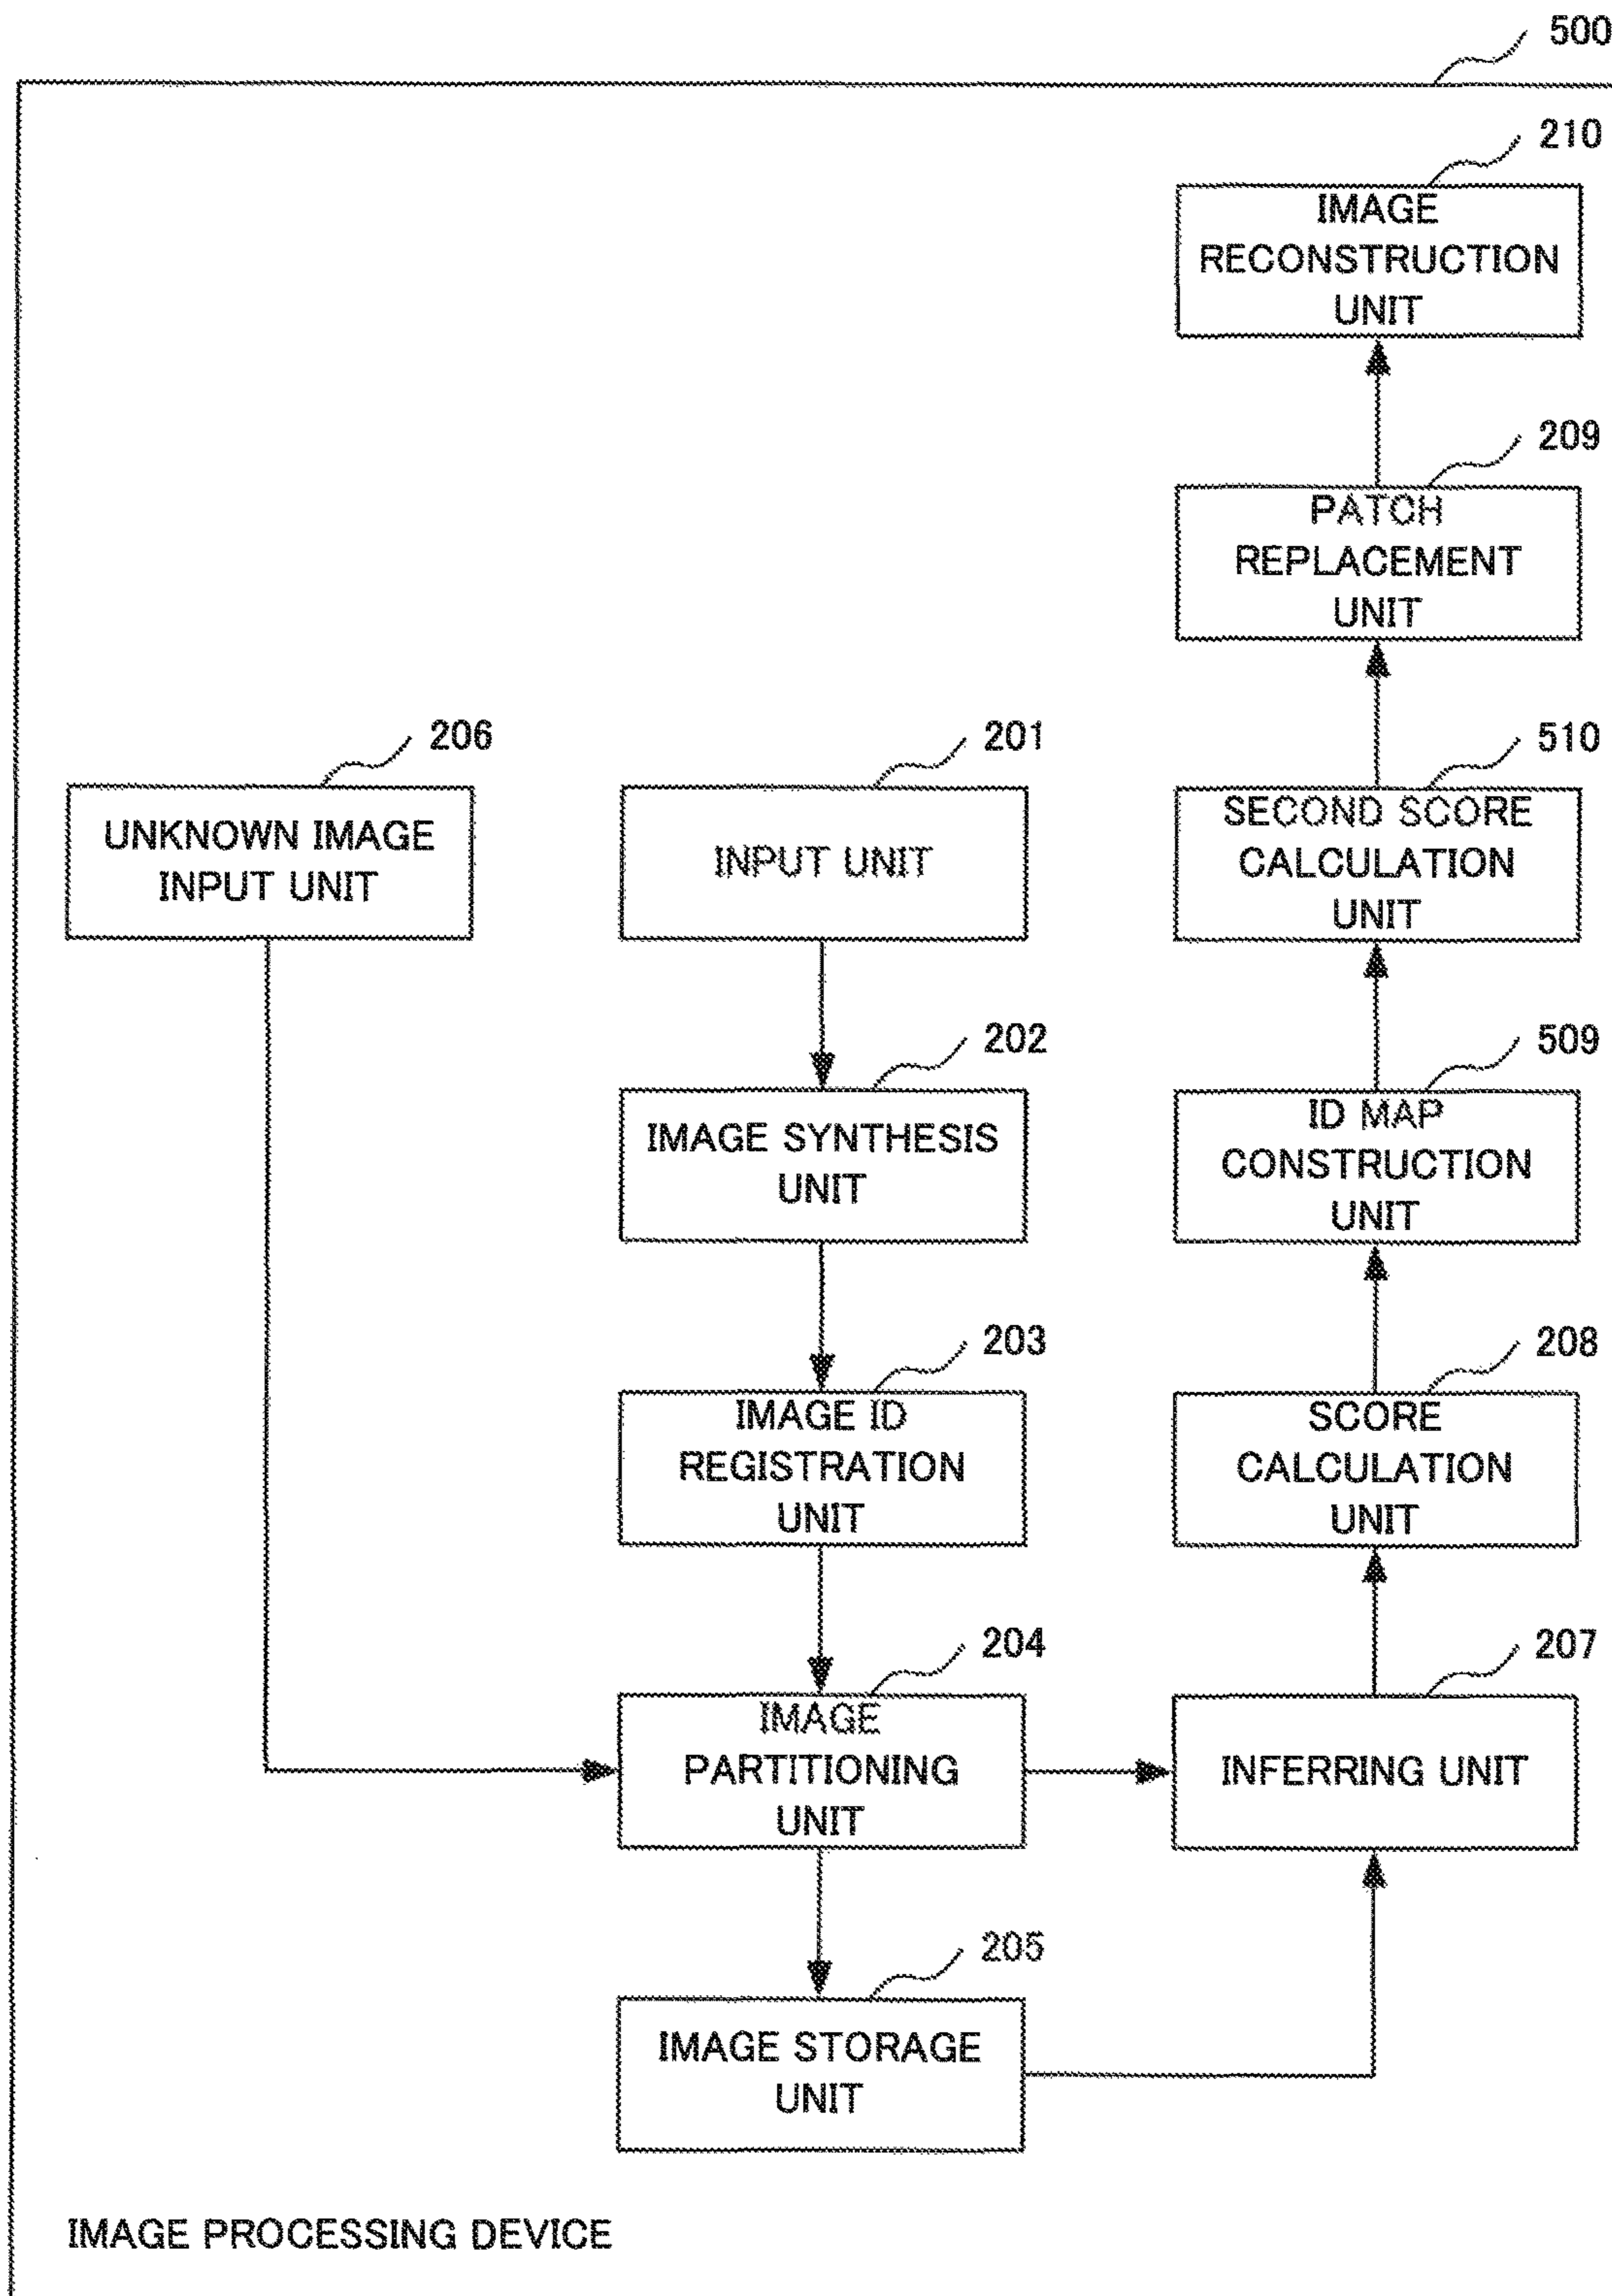 500
210
IMAGE
RECONSTRUCTION
UNIT
209
PATCH
REPLACEMENT
UNIT
206
UNKNOWN IMAGE
INPUT UNIT
201
INPUT UNIT
510
SECOND SCORE
CALCULATION
UNIT
202
IMAGE SYNTHESIS
UNIT
509
ID MAP
CONSTRUCTION
UNIT
203
IMAGE ID
REGISTRATION
UNIT
208
SCORE
CALCULATION
UNIT
204
IMAGE
PARTITIONING
UNIT
207
INFERRING UNIT
205
IMAGE STORAGE
UNIT
IMAGE PROCESSING DEVICE